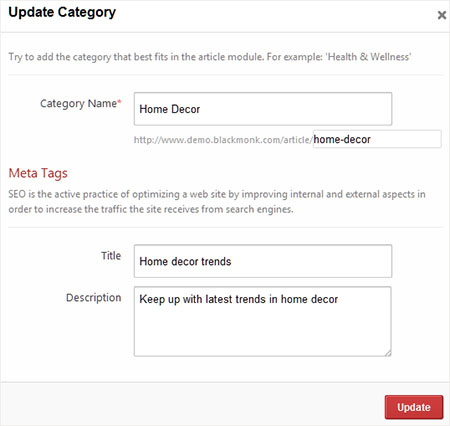 Update Category
×
Try to add the category that best fits in the article module. For example: 'Health & Wellness'
Category Name*
Home Decor
http://www.demo.blackmonk.com/article/home-decor
Meta Tags
SEO is the active practice of optimizing a web site by improving internal and external aspects in
order to increase the traffic the site receives from search engines.
Title
Home decor trends
Description
Keep up with latest trends in home decor
Update